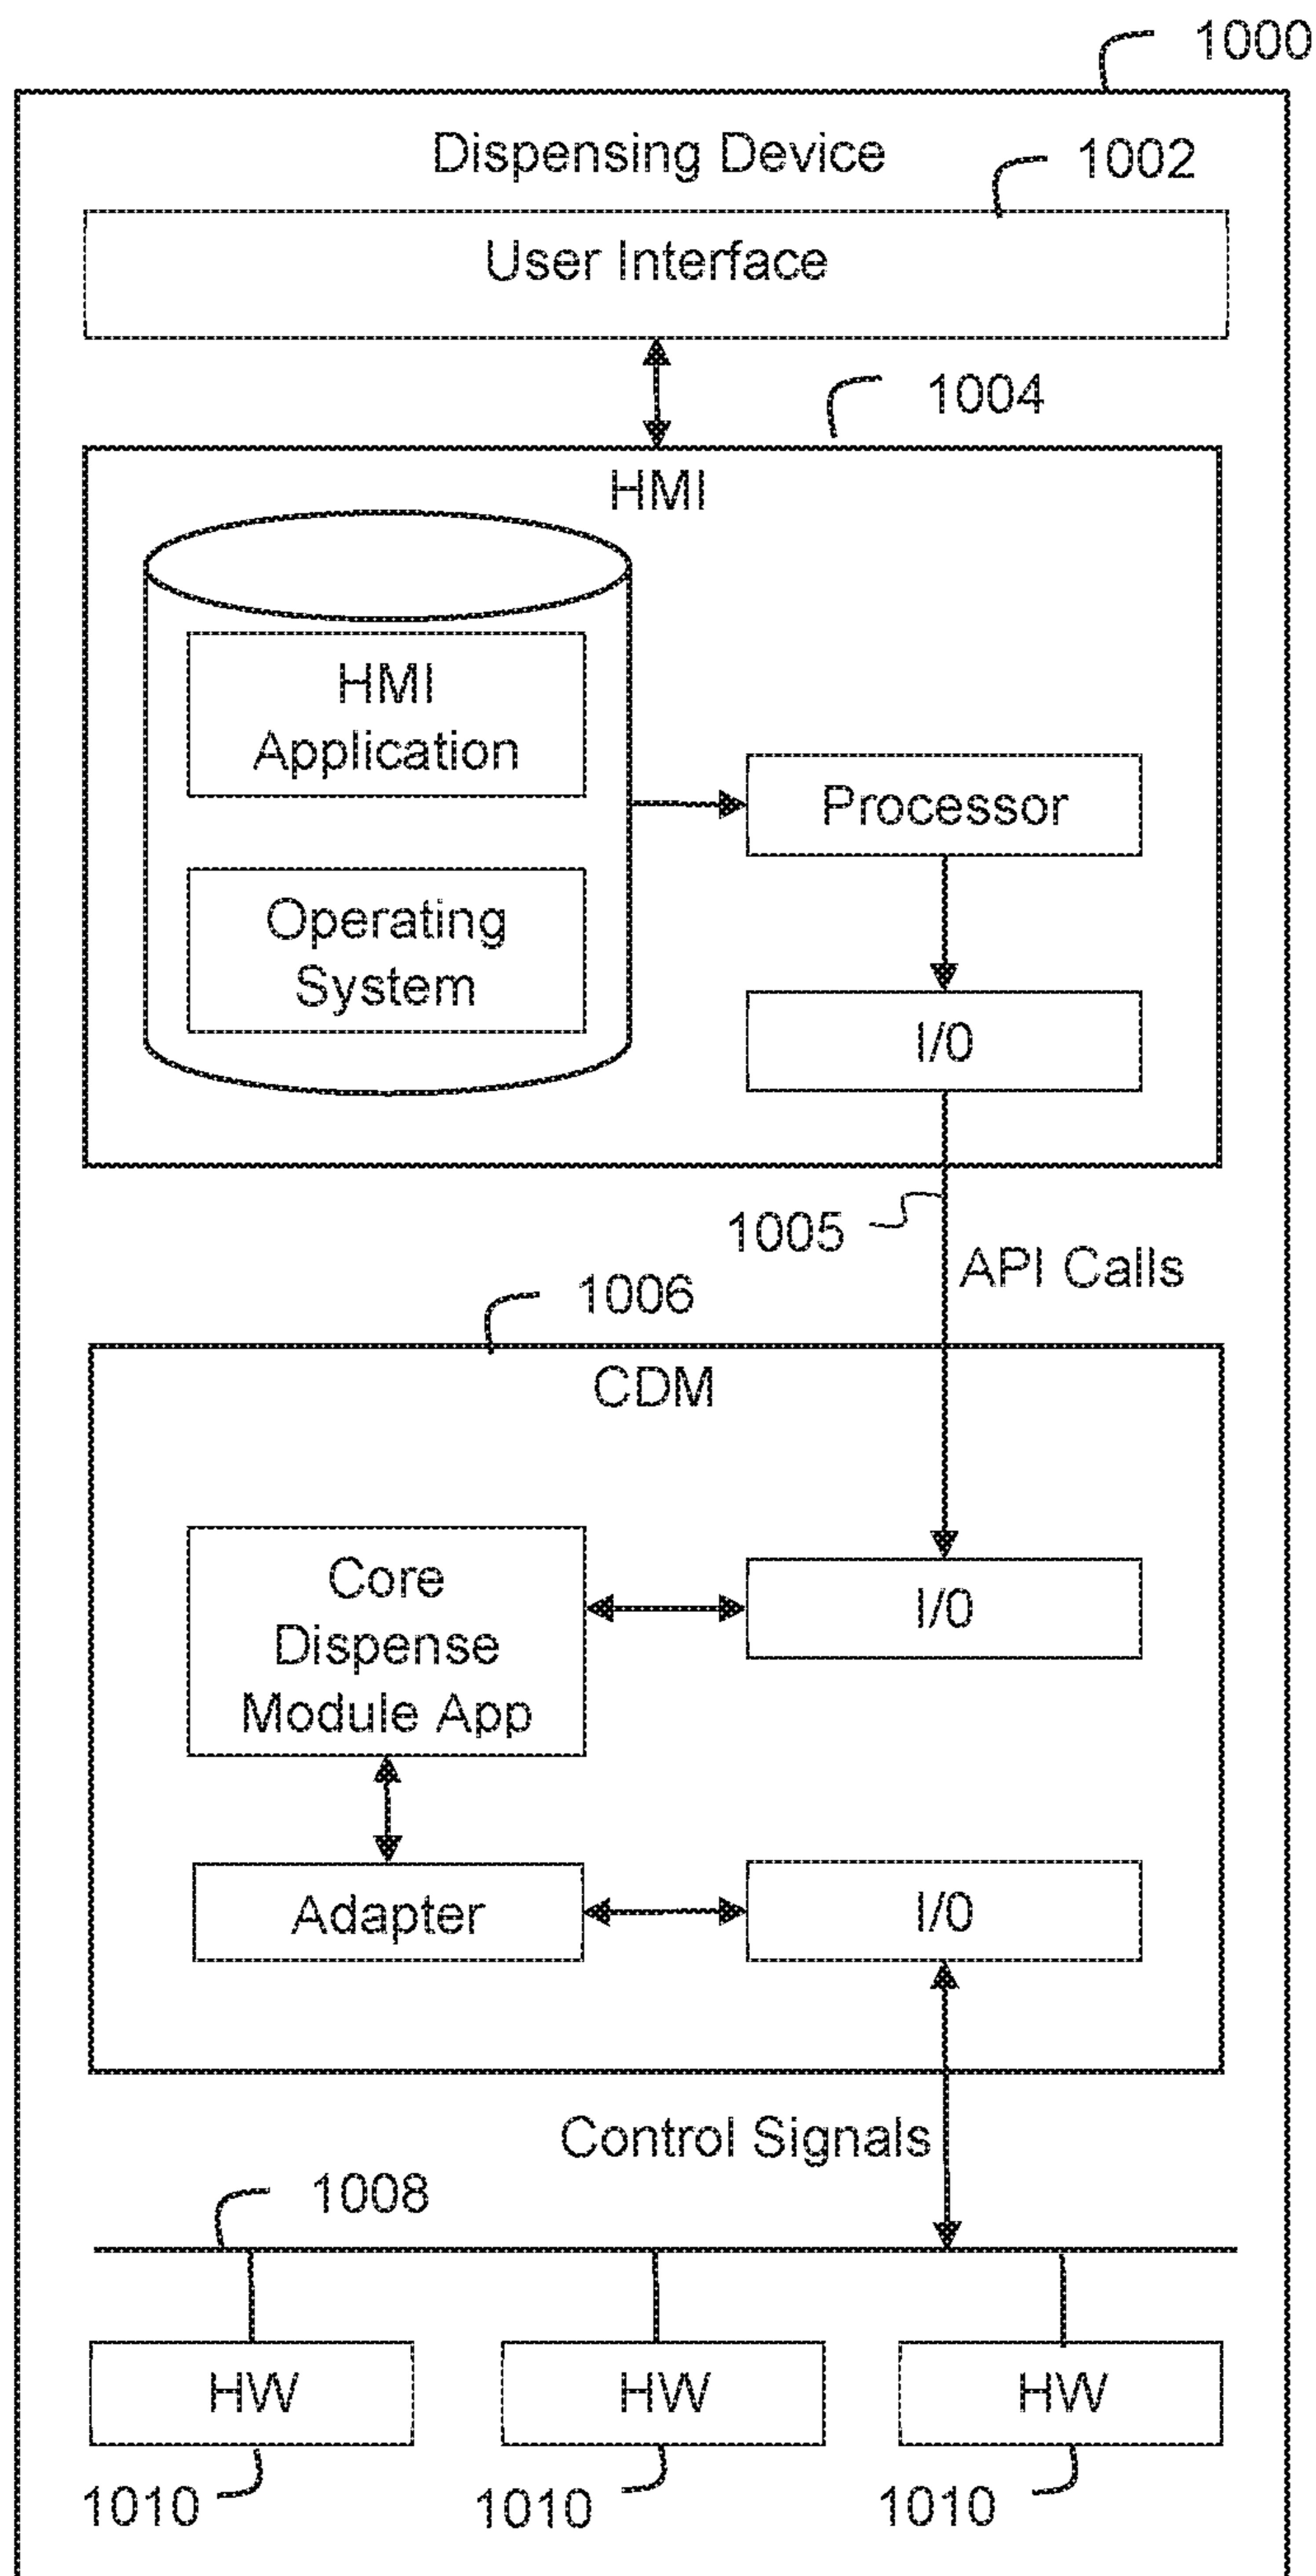 1000
Dispensing Device
1002
User Interface
1004
HMI
HMI
Application
Processor
Operating
System
I/0
1005
API Calls
1006
CDM
Core
Dispense
Module App
I/0
Adapter
I/0
Control Signals
1008
HW
HW
HW
1010
1010
1010